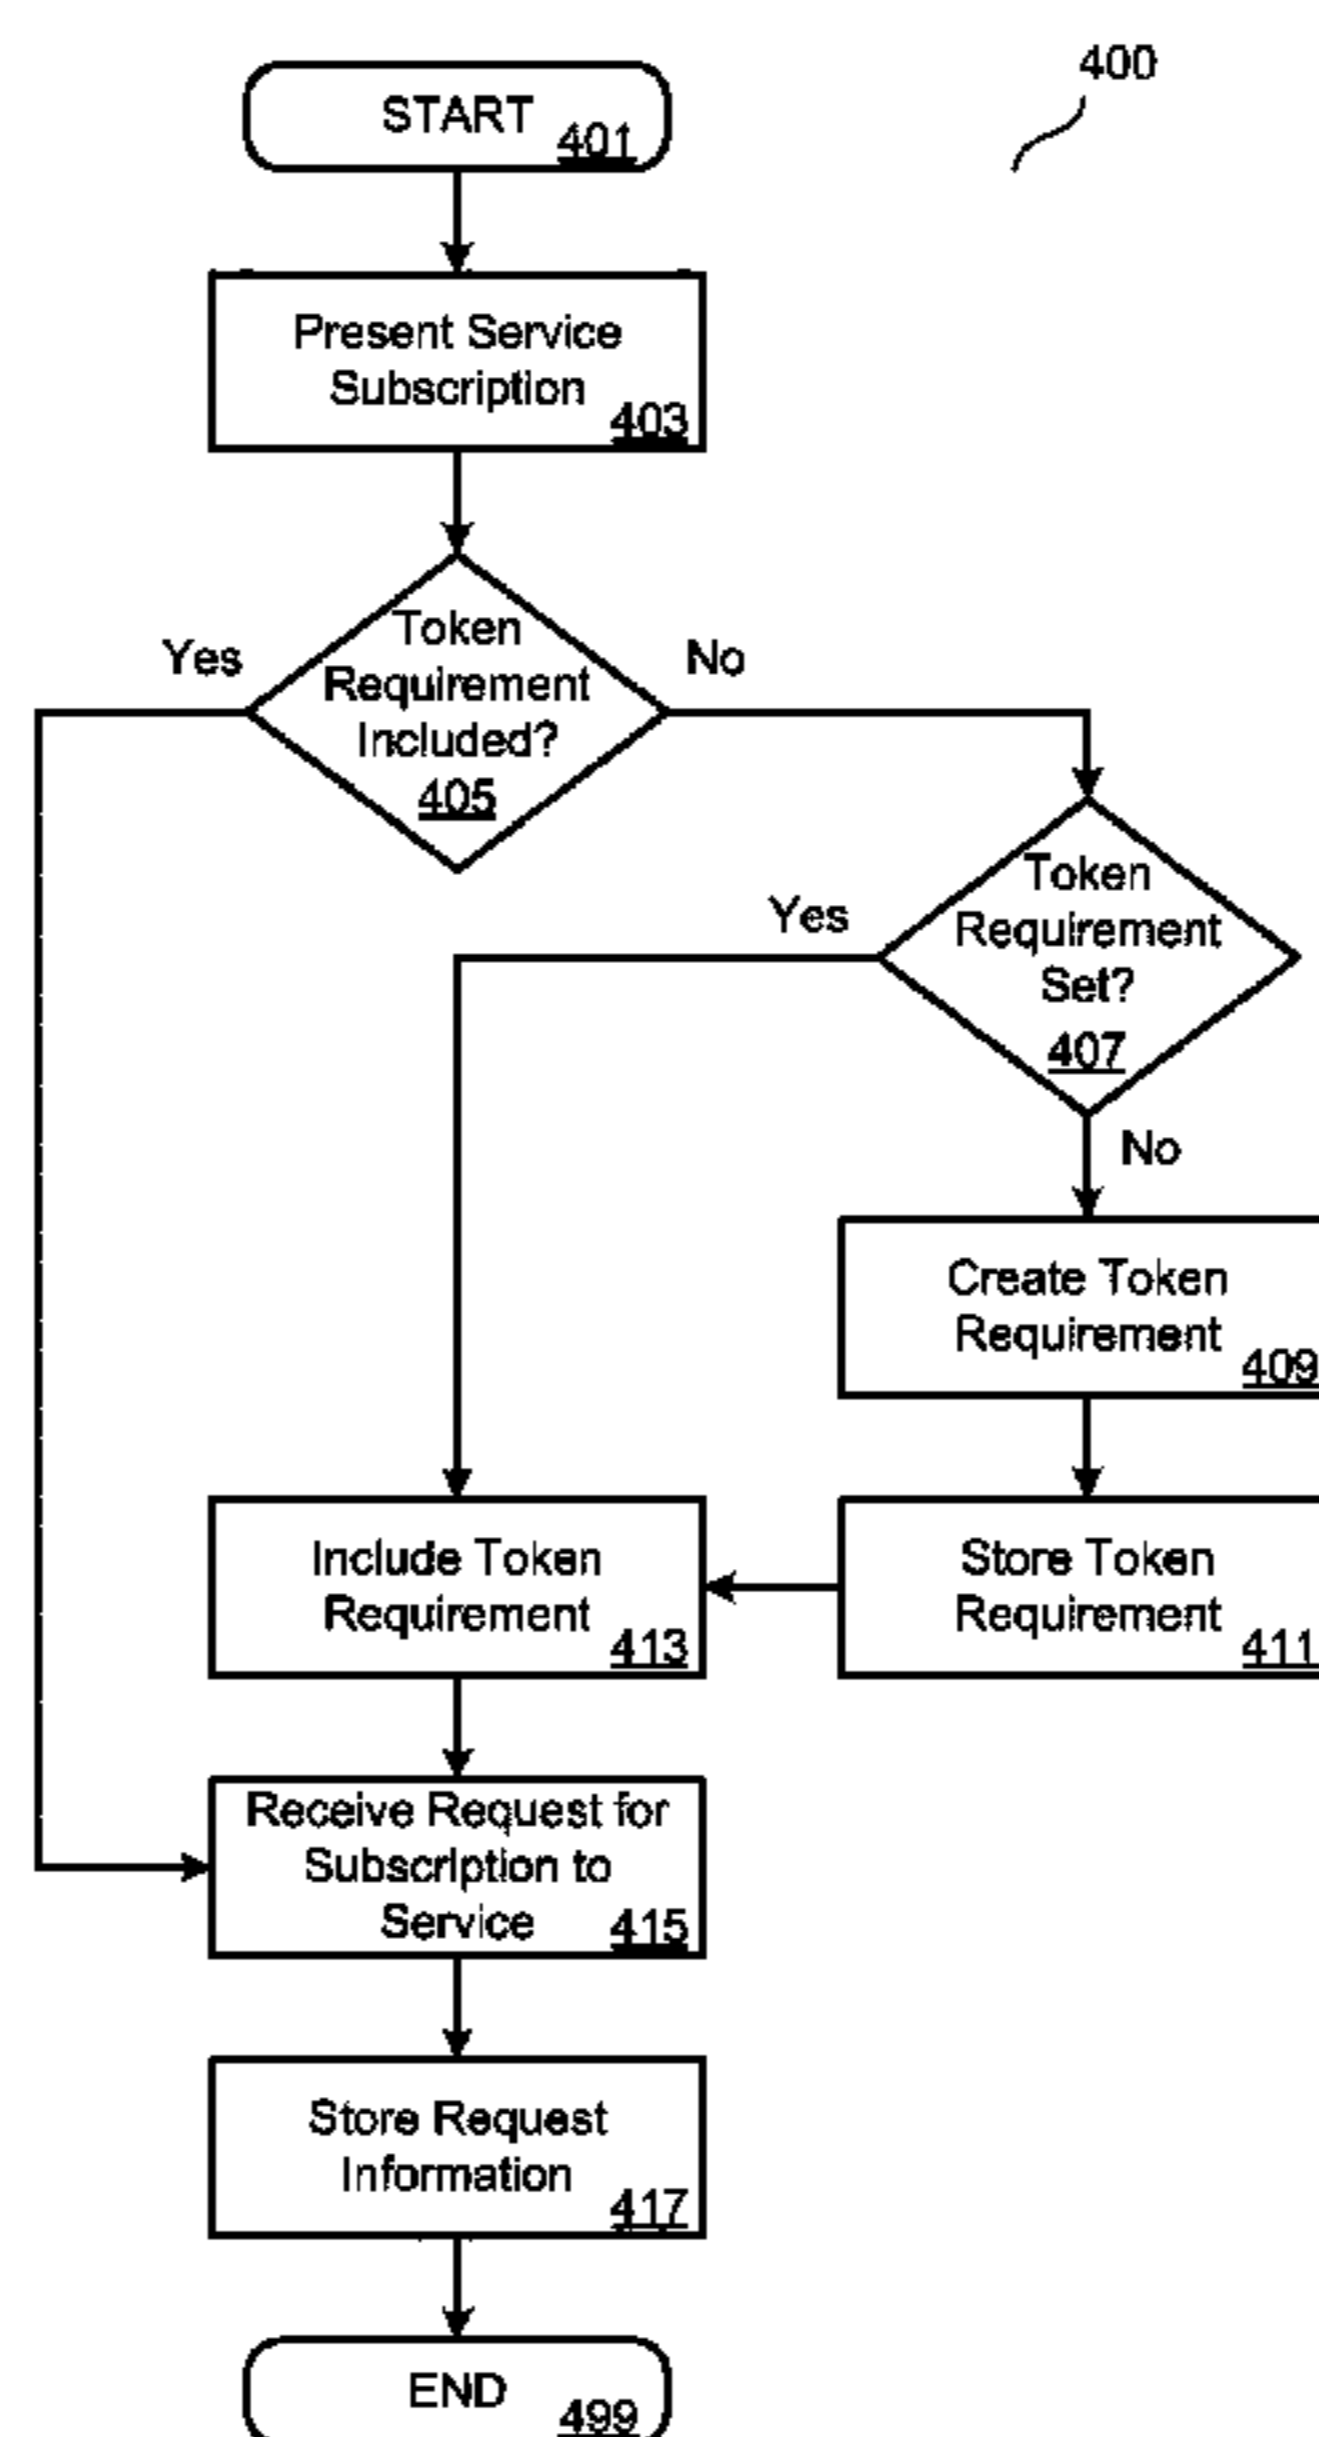 400
START
401
Present Service
Subscription
403
Token
Requirement
Included?
405
Yes
No
Token
Requirement
Set?
407
Yes
No
Create Token
Requirement
409
Store Token
Requirement
411
Include Token
Requirement
413
Receive Request for
Subscription to
Service
415
Store Request
Information
417
END
499